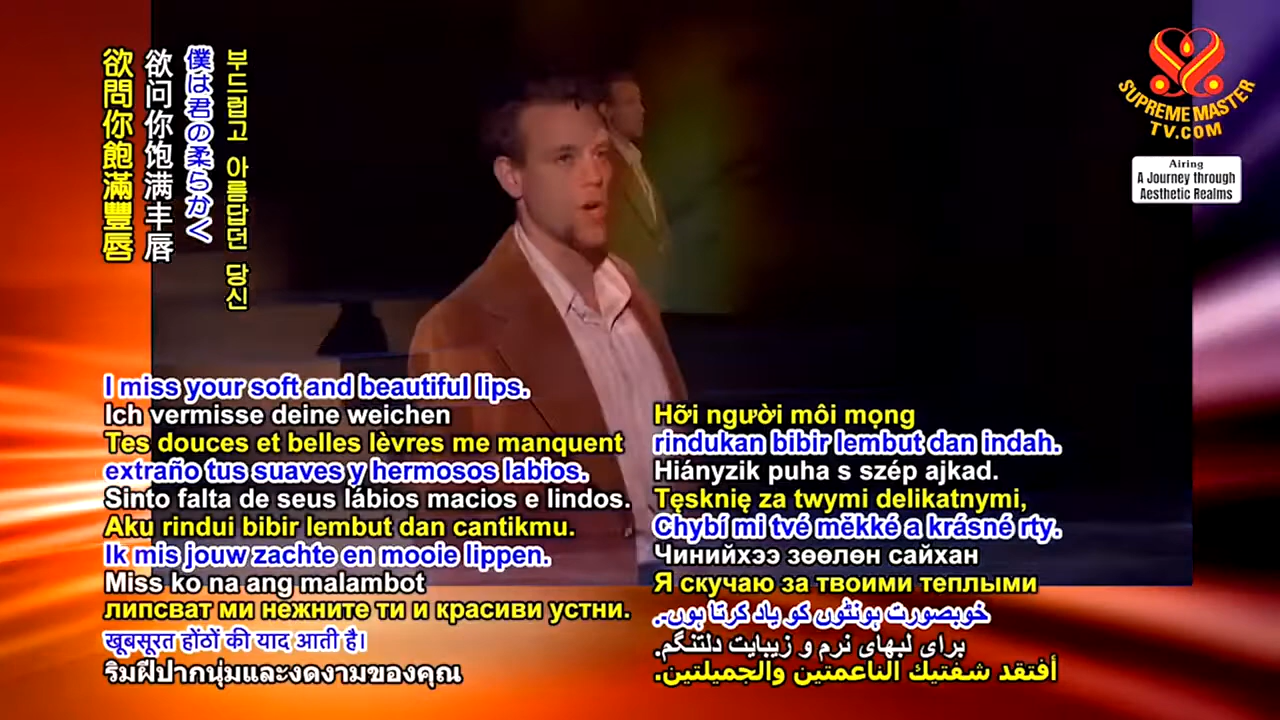 欲問你飽滿豐唇
欲问你饱满丰唇
僕は君の柔らかく
부드럽고 아름답던 당신
SUPREME MASTER
TV.COM
Airing
A Journey through
Aesthetic Realms
I miss your soft and beautiful lips.
Ich vermisse deine weichen
Tes douces et belles lèvres me manquent
extraño tus suaves y hermosos labios.
Sinto falta de seus lábios macios e lindos.
Aku rindui bibir lembut dan cantikmu.
Ik mis jouw zachte en mooie lippen.
Miss ko na ang malambot
липсват ми нежните ти и красиви устни.
खूबसूरत होंठों की याद आती है।
ริมฝีปากนุ่มและงดงามของคุณ
Hỡi người môi mọng
rindukan bibir lembut dan indah.
Hiányzik puha s szép ajkad.
Tęsknię za twymi delikatnymi,
Chybí mi tvé měkké a krásné rty.
Чинийхээ зөөлөн сайхан
Я скучаю за твоими теплыми
خوبصورت ہونٹوں کو یاد کرتا ہوں۔.
برای لبهای نرم و زیبایت دلتنگم.
أفتقد شفتيك الناعمتين والجميلتين.